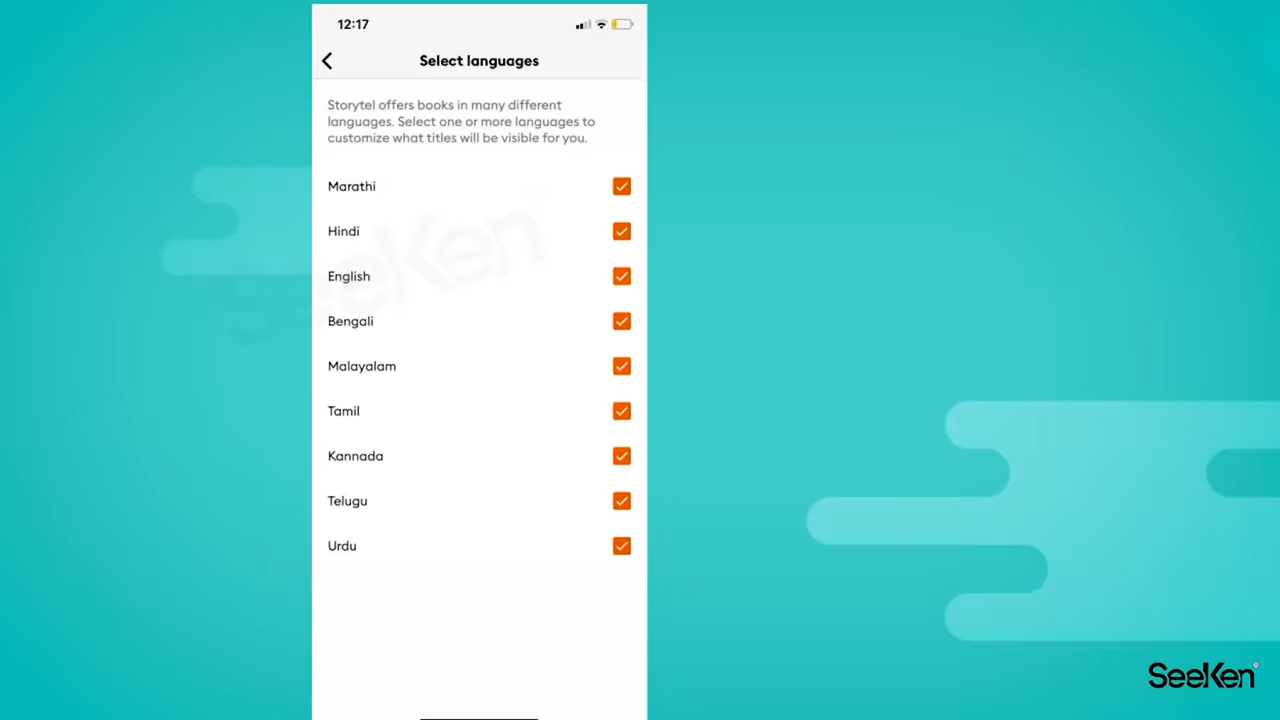 12:17
Select languages
Storytel offers books in many different
languages. Select one or more languages to
customize what titles will be visible for you.
Marathi
Hindi
SeeKen
English
Bengali
Malayalam
Tamil
Kannada
Telugu
Urdu
SeeKen